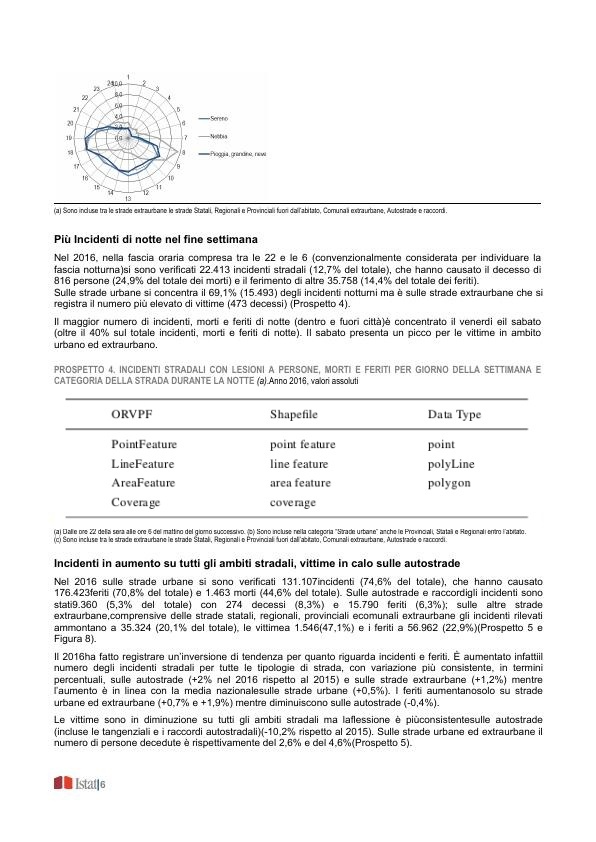 1
2
3
4
5
6
7
8
9
10
11
12
13
14
15
16
17
18
19
20
21
22
23
24
10,0
8,0
6,0
4,0
2,0
0,0
Sereno
Nebbia
Pioggia, grandine, neve
(a) Sono incluse tra le strade extraurbane le strade Statali, Regionali e Provinciali fuori dall'abitato, Comunali extraurbane, Autostrade e raccordi.
Più Incidenti di notte nel fine settimana
Nel 2016, nella fascia oraria compresa tra le 22 e le 6 (convenzionalmente considerata per individuare la
fascia notturna)si sono verificati 22.413 incidenti stradali (12,7% del totale), che hanno causato il decesso di
816 persone (24,9% del totale dei morti) e il ferimento di altre 35.758 (14,4% del totale dei feriti).
Sulle strade urbane si concentra il 69,1% (15.493) degli incidenti notturni ma è sulle strade extraurbane che si
registra il numero più elevato di vittime (473 decessi) (Prospetto 4).
Il maggior numero di incidenti, morti e feriti di notte (dentro e fuori città)è concentrato il venerdì eil sabato
(oltre il 40% sul totale incidenti, morti e feriti di notte). Il sabato presenta un picco per le vittime in ambito
urbano ed extraurbano.
PROSPETTO 4. INCIDENTI STRADALI CON LESIONI A PERSONE, MORTI E FERITI PER GIORNO DELLA SETTIMANA E
CATEGORIA DELLA STRADA DURANTE LA NOTTE (a).Anno 2016, valori assoluti
ORVPF Shapefile Data Type
PointFeature point feature point
LineFeature line feature polyLine
AreaFeature area feature polygon
Coverage coverage
(a) Dalle ore 22 della sera alle ore 6 del mattino del giorno successivo. (b) Sono incluse nella categoria "Strade urbane" anche le Provinciali, Statali e Regionali entro l'abitato.
(c) Sono incluse tra le strade extraurbane le strade Statali, Regionali e Provinciali fuori dall'abitato, Comunali extraurbane, Autostrade e raccordi.
Incidenti in aumento su tutti gli ambiti stradali, vittime in calo sulle autostrade
Nel 2016 sulle strade urbane si sono verificati 131.107incidenti (74,6% del totale), che hanno causato
176.423feriti (70,8% del totale) e 1.463 morti (44,6% del totale). Sulle autostrade e raccordigli incidenti sono
stati9.360 (5,3% del totale) con 274 decessi (8,3%) e 15.790 feriti (6,3%); sulle altre strade
extraurbane,comprensive delle strade statali, regionali, provinciali ecomunali extraurbane gli incidenti rilevati
ammontano a 35.324 (20,1% del totale), le vittimea 1.546(47,1%) e i feriti a 56.962 (22,9%)(Prospetto 5 e
Figura 8).
Il 2016ha fatto registrare un'inversione di tendenza per quanto riguarda incidenti e feriti. È aumentato infattiil
numero degli incidenti stradali per tutte le tipologie di strada, con variazione più consistente, in termini
percentuali, sulle autostrade (+2% nel 2016 rispetto al 2015) e sulle strade extraurbane (+1,2%) mentre
l'aumento è in linea con la media nazionalesulle strade urbane (+0,5%). I feriti aumentanosolo su strade
urbane ed extraurbane (+0,7% e +1,9%) mentre diminuiscono sulle autostrade (-0,4%).
Le vittime sono in diminuzione su tutti gli ambiti stradali ma laflessione è piùconsistentesulle autostrade
(incluse le tangenziali e i raccordi autostradali)(-10,2% rispetto al 2015). Sulle strade urbane ed extraurbane il
numero di persone decedute è rispettivamente del 2,6% e del 4,6%(Prospetto 5).
Istat|6